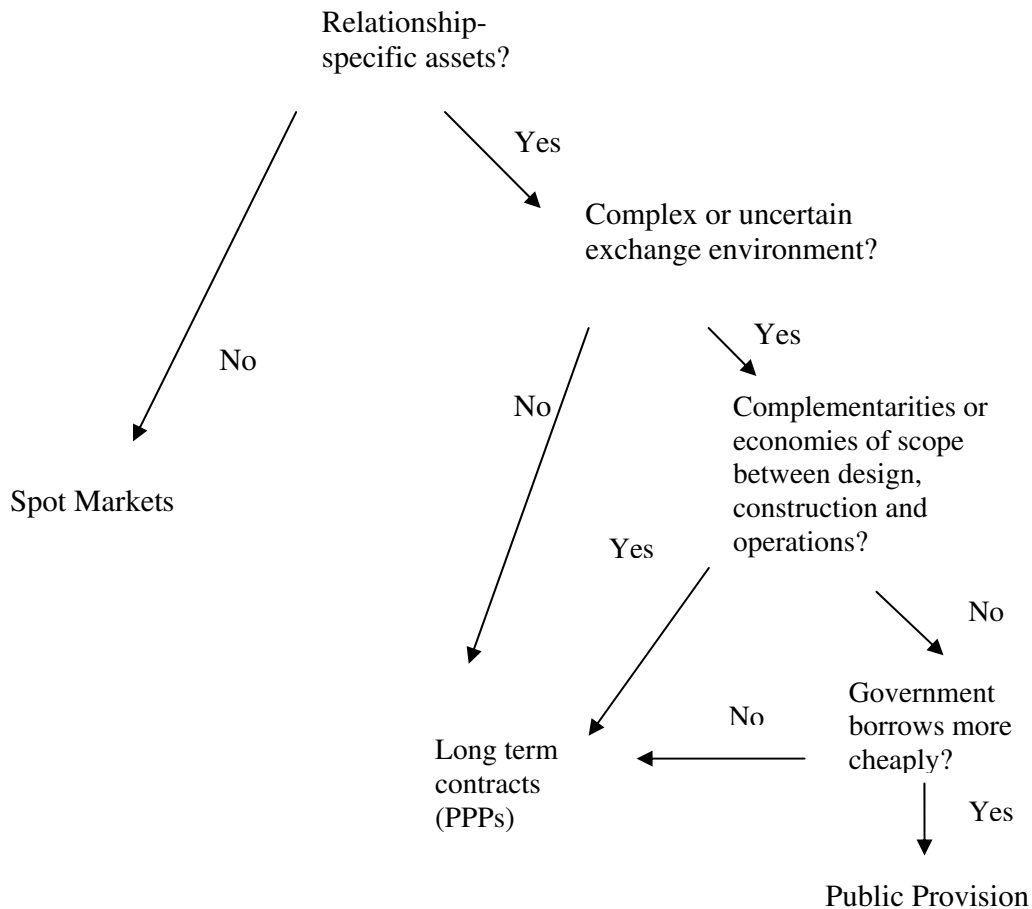 Relationship-
specific assets?
Yes
Complex or uncertain
exchange environment?
No
Yes
No
Complementarities or
economies of scope
between design,
construction and
operations?
Spot Markets
Yes
No
Government
borrows more
cheaply?
No
Long term
contracts
(PPPs)
Yes
Public Provision